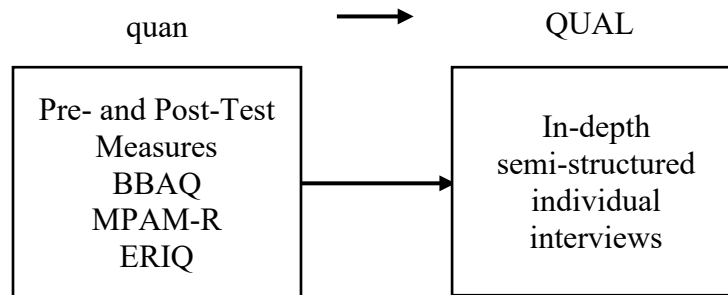 quan
QUAL
Pre- and Post-Test
Measures
BBAQ
MPAM-R
ERIQ
In-depth
semi-structured
individual
interviews